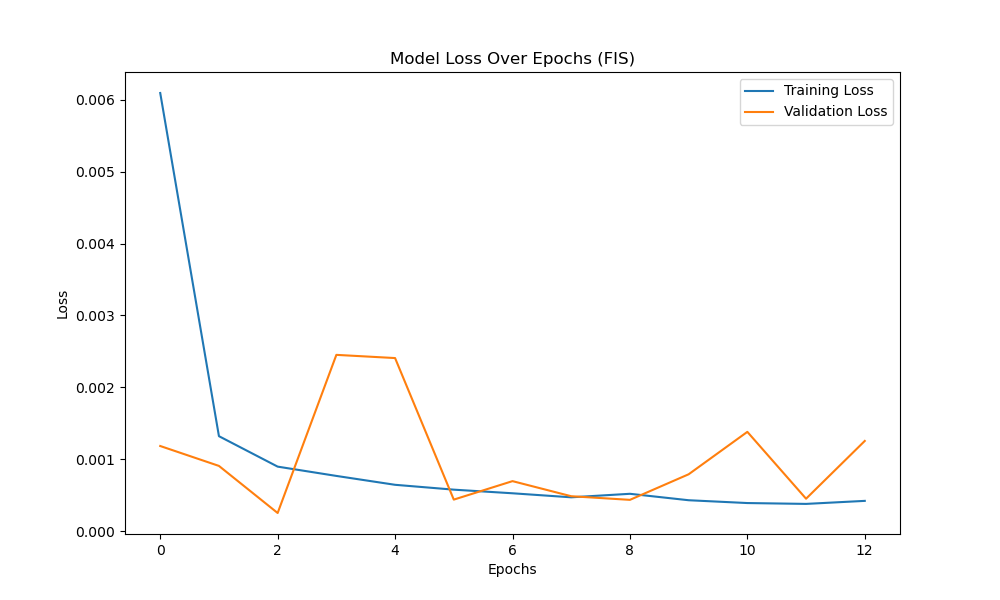 Model Loss Over Epochs (FIS)
Training Loss
Validation Loss
0.006
0.005
0.004
0.003
0.002
0.001
0.000
Loss
0 2 4 6 8 10 12
Epochs